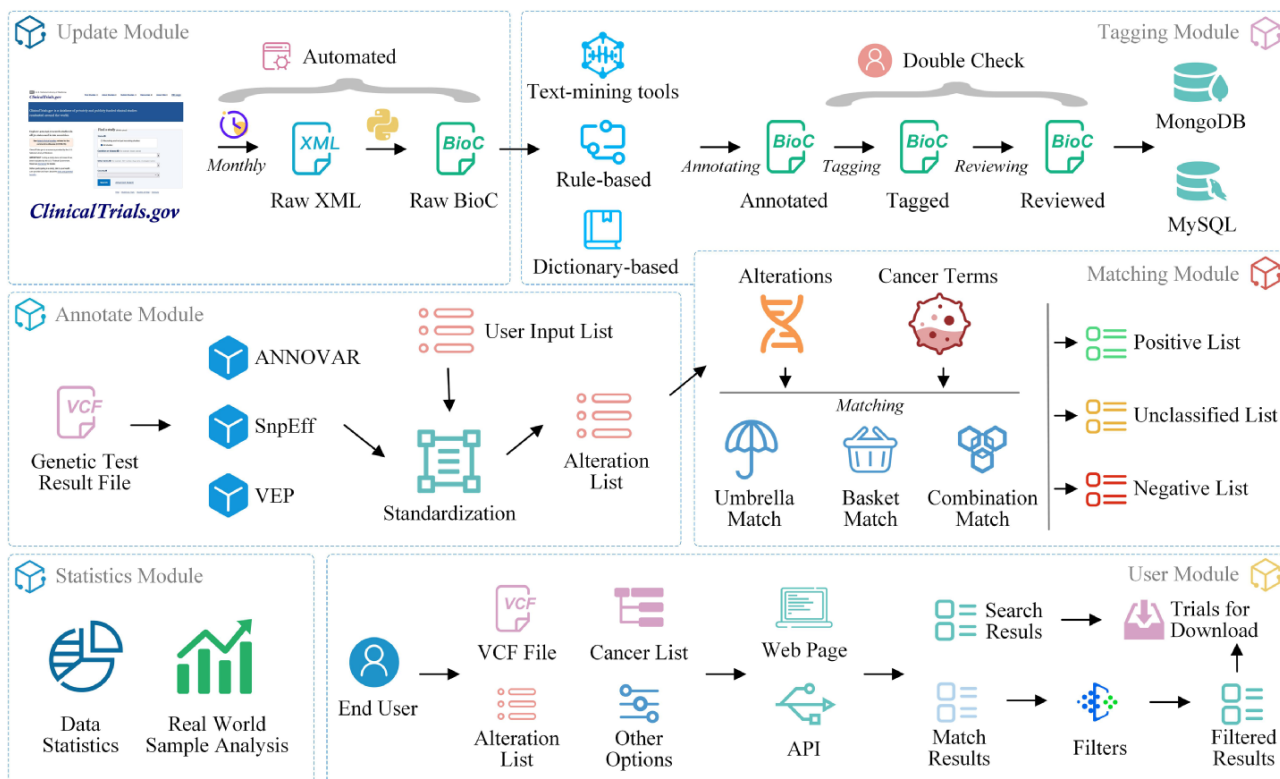 Update Module
Automated
ClinicalTrials.gov
ClinicalTrials.gov
Monthly
XML
Raw XML
BioC
Raw BioC
Tagging Module
Text-mining tools
Rule-based
Dictionary-based
Double Check
Annotating
BioC
Annotated
Tagging
BioC
Tagged
Reviewing
BioC
Reviewed
MongoDB
MySQL
Annotate Module
VCF
Genetic Test
Result File
ANNOVAR
SnpEff
VEP
User Input List
Standardization
Alteration
List
Matching Module
Alterations
Cancer Terms
Matching
Umbrella
Match
Basket
Match
Combination
Match
Positive List
Unclassified List
Negative List
Statistics Module
Data
Statistics
Real World
Sample Analysis
User Module
End User
VCF
VCF File
Cancer List
Alteration
List
Other
Options
Web Page
API
Search
Resuls
Match
Results
Filters
Filtered
Results
Trials for
Download